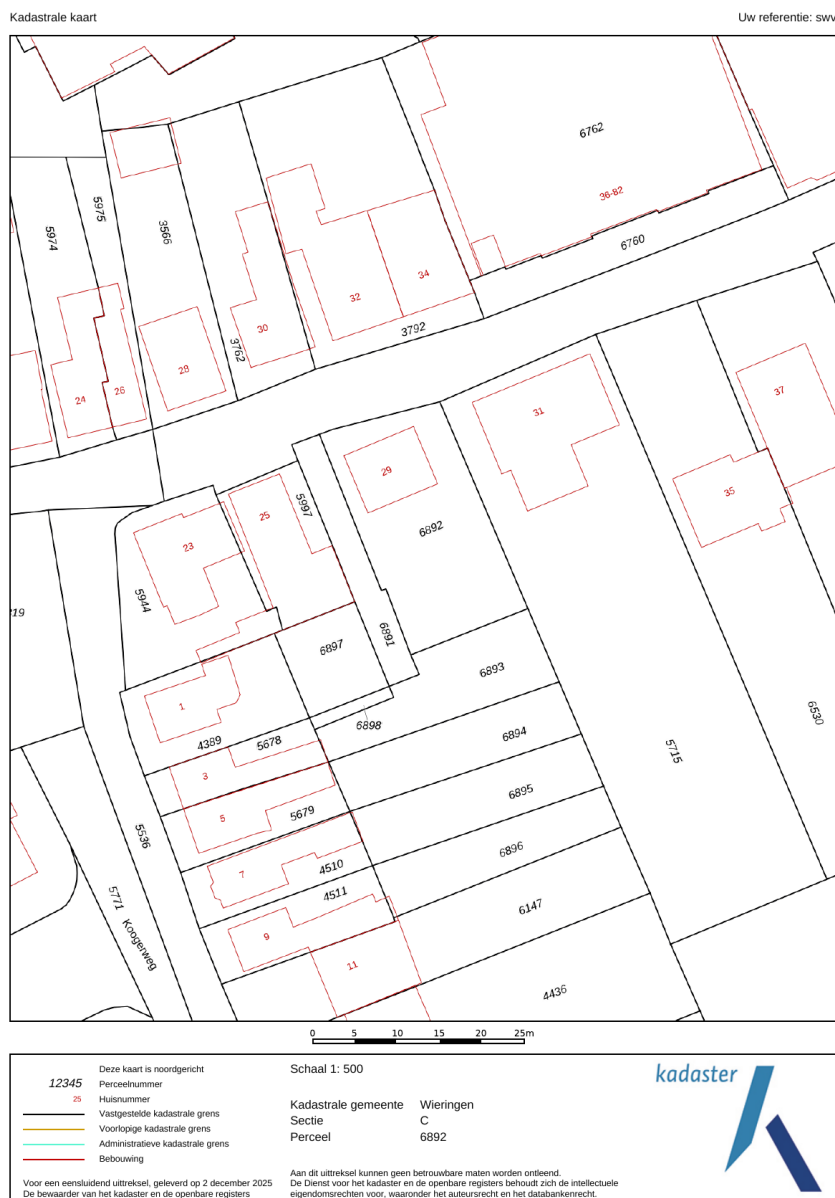 Kadastrale kaart
Uw referentie: swv
6762
36-82
5975
5974
3566
6760
34
32
30
3792
3762
28
26
24
37
31
29
35
5997
25
6892
23
5944
19
6891
6897
6893
6530
1
6898
4389
5678
6894
5715
3
6895
5
5679
5536
6896
7
4510
4511
5771
Koogerweg
6147
9
11
4436
0 5 10 15 20 25m
Deze kaart is noordgericht
12345 Perceelnummer
25 Huisnummer
Vastgestelde kadastrale grens
Voorlopige kadastrale grens
Administratieve kadastrale grens
Bebouwing
Voor een eensluidend uittreksel, geleverd op 2 december 2025
De bewaarder van het kadaster en de openbare registers
Schaal 1: 500
Kadastrale gemeente Wieringen
Sectie C
Perceel 6892
Aan dit uittreksel kunnen geen betrouwbare maten worden ontleend.
De Dienst voor het kadaster en de openbare registers behoudt zich de intellectuele
eigendomsrechten voor, waaronder het auteursrecht en het databankenrecht.
kadaster